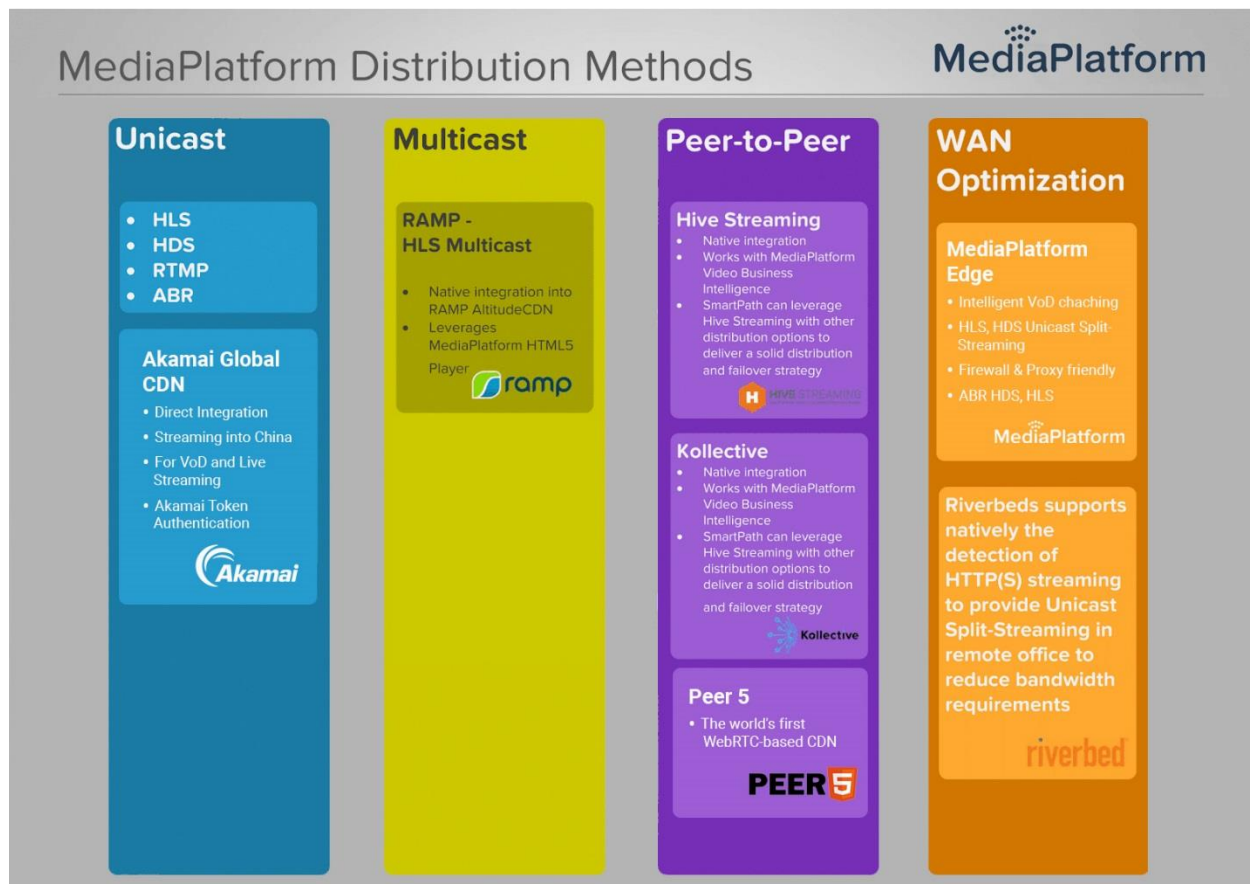 MediaPlatform Distribution Methods
MediaPlatform
Unicast
• HLS
• HDS
• RTMP
• ABR
Akamai Global
CDN
• Direct Integration
• Streaming into China
• For VoD and Live
Streaming
• Akamai Token
Authentication
Akamai
Multicast
RAMP -
HLS Multicast
• Native integration into
RAMP AltitudeCDN
• Leverages
MediaPlatform HTML5
Player
ramp
Peer-to-Peer
Hive Streaming
• Native integration
• Works with MediaPlatform
Video Business
Intelligence
• SmartPath can leverage
Hive Streaming with other
distribution options to
deliver a solid distribution
and failover strategy
HIVE STREAMING
Kollective
• Native integration
• Works with MediaPlatform
Video Business
Intelligence
• SmartPath can leverage
Hive Streaming with other
distribution options to
deliver a solid distribution
and failover strategy
Kollective
Peer 5
• The world's first
WebRTC-based CDN
PEER5
WAN
Optimization
MediaPlatform
Edge
• Intelligent VoD chaching
• HLS, HDS Unicast Split-
Streaming
• Firewall & Proxy friendly
• ABR HDS, HLS
MediaPlatform
Riverbeds supports
natively the
detection of
HTTP(S) streaming
to provide Unicast
Split-Streaming in
remote office to
reduce bandwidth
requirements
riverbed